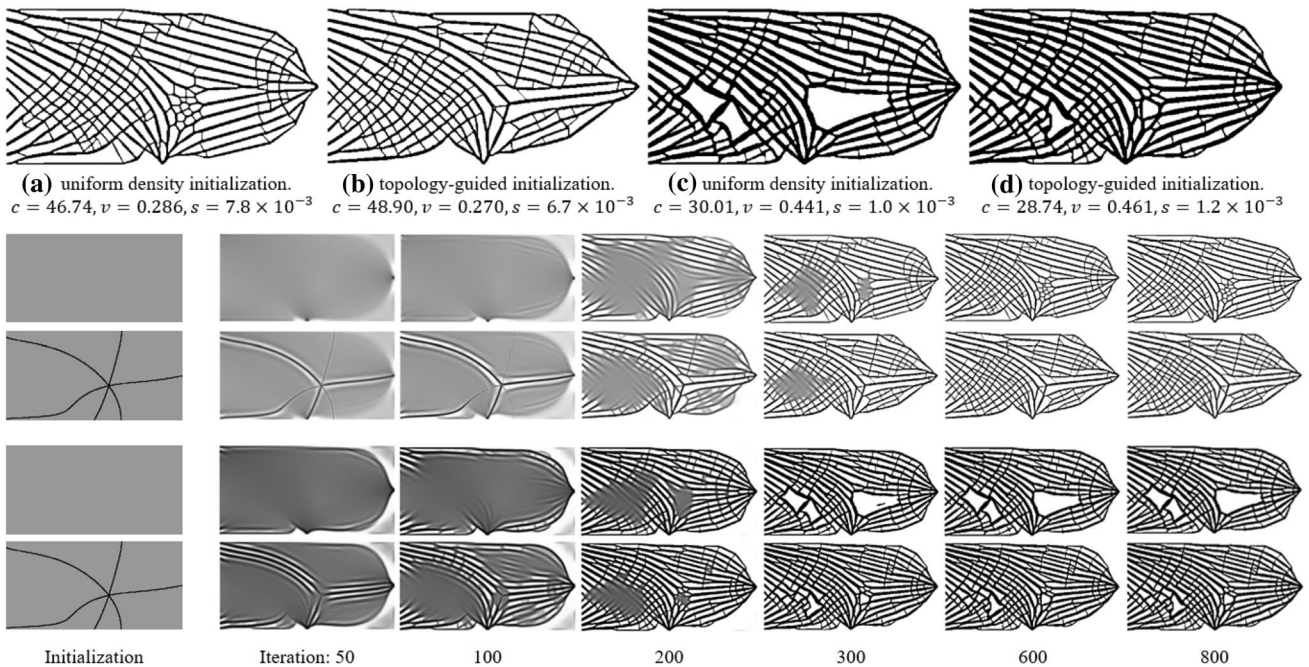 (a) uniform density initialization.
c = 46.74, v = 0.286, s = 7.8 × 10⁻³
(b) topology-guided initialization.
c = 48.90, v = 0.270, s = 6.7 × 10⁻³
(c) uniform density initialization.
c = 30.01, v = 0.441, s = 1.0 × 10⁻³
(d) topology-guided initialization.
c = 28.74, v = 0.461, s = 1.2 × 10⁻³
Initialization
Iteration: 50
100
200
300
600
800